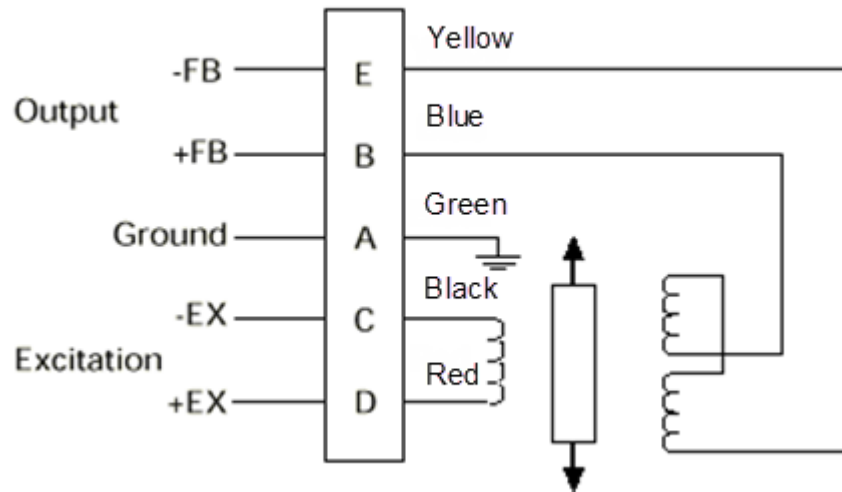 -FB E Yellow
Output
+FB B Blue
Ground A Green
-EX C Black
Excitation
+EX D Red